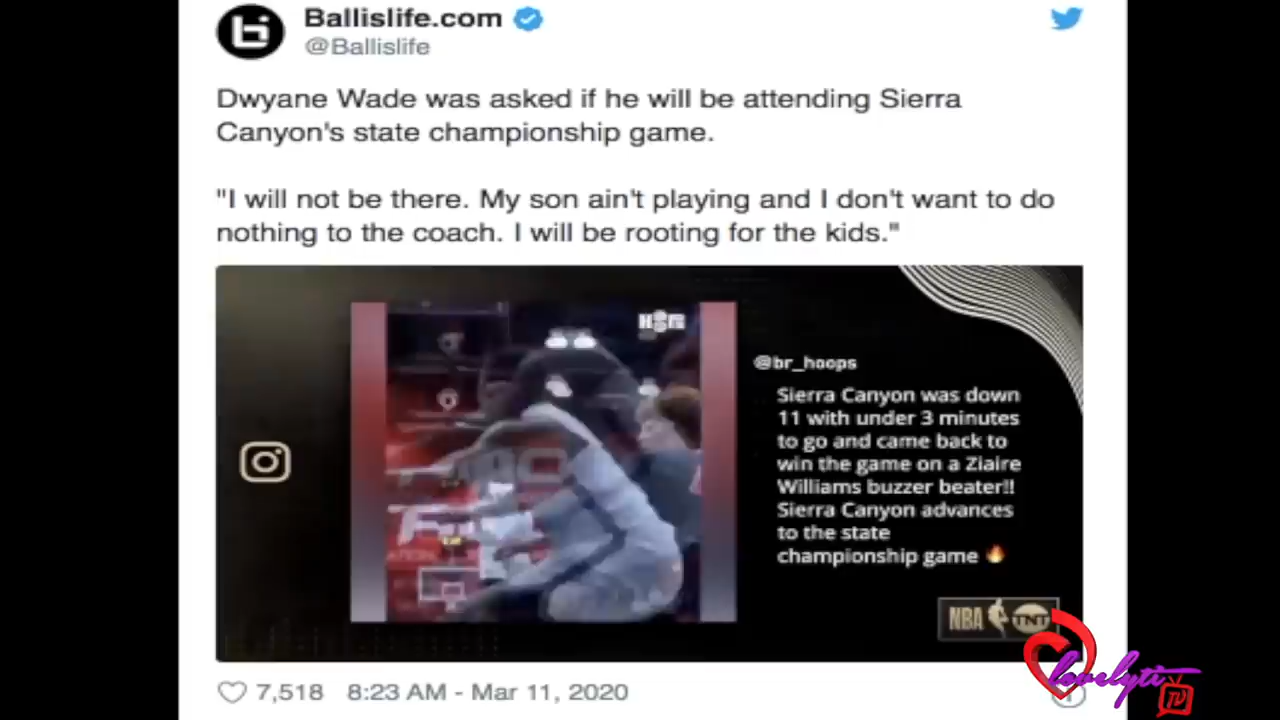 Ballislife.com
@Ballislife
Dwyane Wade was asked if he will be attending Sierra
Canyon's state championship game.
"I will not be there. My son ain't playing and I don't want to do
nothing to the coach. I will be rooting for the kids."
@br_hoops
Sierra Canyon was down
11 with under 3 minutes
to go and came back to
win the game on a Ziaire
Williams buzzer beater!!
Sierra Canyon advances
to the state
championship game 🔥
NBA TNT
lovelyti
TV
7,518 8:23 AM - Mar 11, 2020